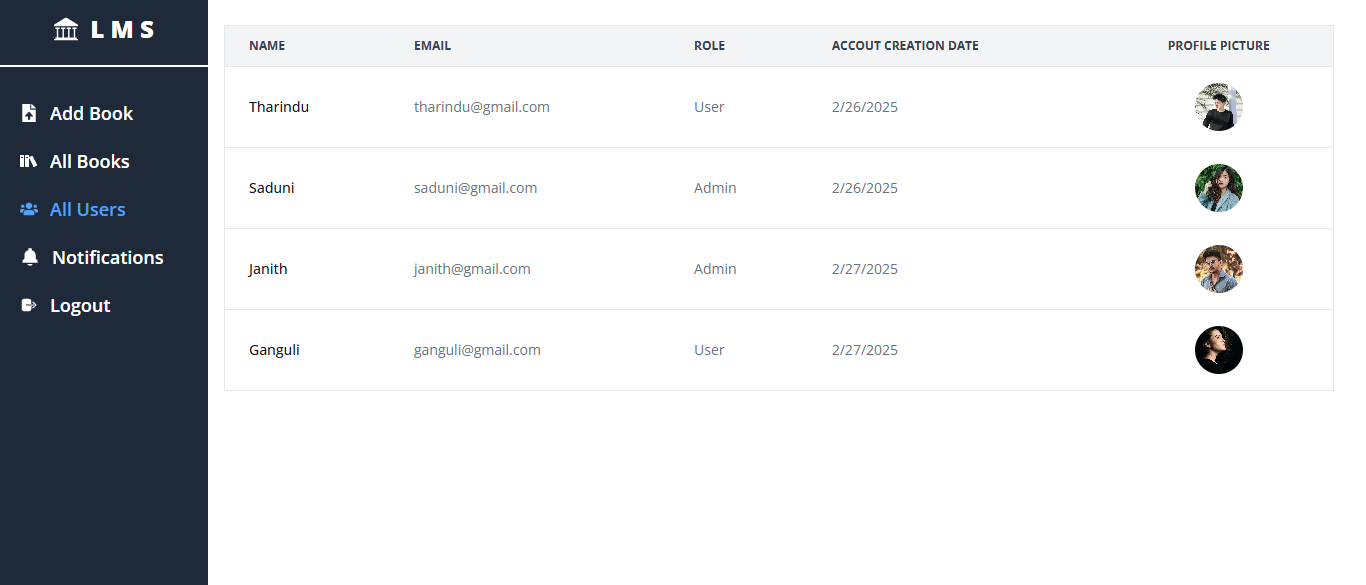 LMS
Add Book
All Books
All Users
Notifications
Logout
NAME EMAIL ROLE ACCOUT CREATION DATE PROFILE PICTURE
Tharindu tharindu@gmail.com User 2/26/2025
Saduni saduni@gmail.com Admin 2/26/2025
Janith janith@gmail.com Admin 2/27/2025
Ganguli ganguli@gmail.com User 2/27/2025